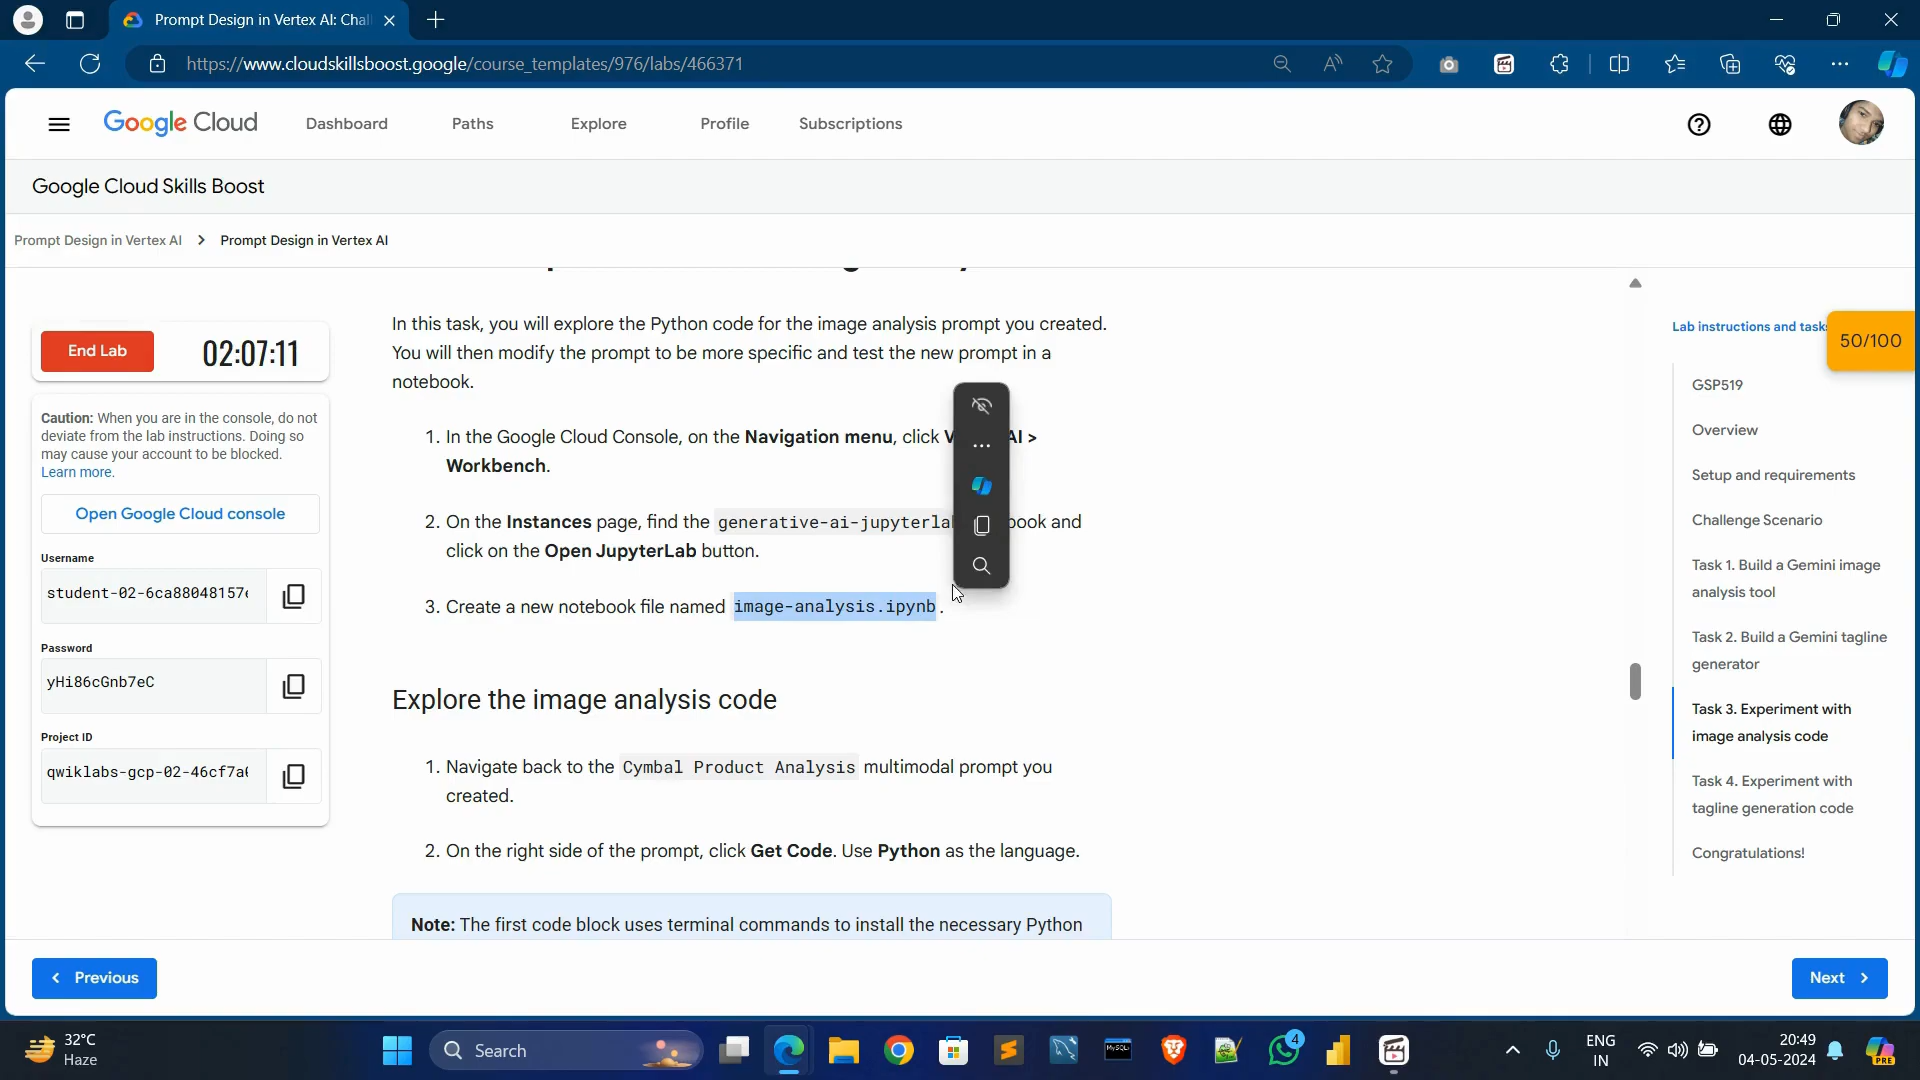 Prompt Design in Vertex AI: Chal
https://www.cloudskillsboost.google/course_templates/976/labs/466371
Google Cloud
Dashboard
Paths
Explore
Profile
Subscriptions
Google Cloud Skills Boost
Prompt Design in Vertex AI > Prompt Design in Vertex AI
End Lab
02:07:11
Caution: When you are in the console, do not
deviate from the lab instructions. Doing so
may cause your account to be blocked.
Learn more.
Open Google Cloud console
Username
student-02-6ca88048157e
Password
yHi86cGnb7eC
Project ID
qwiklabs-gcp-02-46cf7a
In this task, you will explore the Python code for the image analysis prompt you created.
You will then modify the prompt to be more specific and test the new prompt in a
notebook.
1. In the Google Cloud Console, on the Navigation menu, click V AI >
Workbench.
2. On the Instances page, find the generative-ai-jupyterla book and
click on the Open JupyterLab button.
3. Create a new notebook file named image-analysis.ipynb.
Explore the image analysis code
1. Navigate back to the Cymbal Product Analysis multimodal prompt you
created.
2. On the right side of the prompt, click Get Code. Use Python as the language.
Note: The first code block uses terminal commands to install the necessary Python
Lab instructions and tasks
50/100
GSP519
Overview
Setup and requirements
Challenge Scenario
Task 1. Build a Gemini image
analysis tool
Task 2. Build a Gemini tagline
generator
Task 3. Experiment with
image analysis code
Task 4. Experiment with
tagline generation code
Congratulations!
Previous
Next
32°C
Haze
Search
MySQL
4
ENG
IN
20:49
04-05-2024
PRE